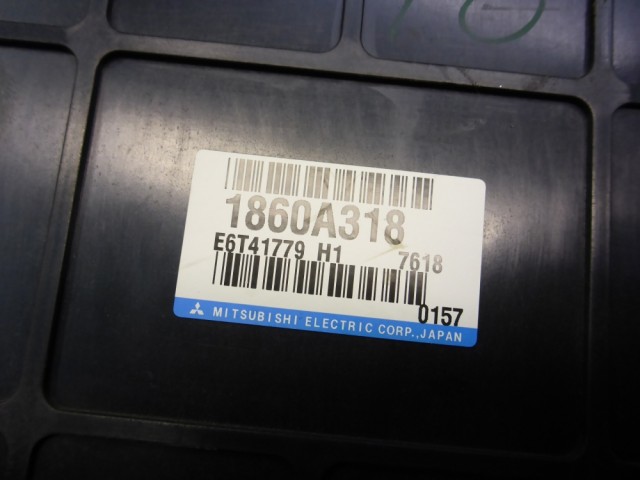 1860A318
E6T41779 H1 7618
0157
MITSUBISHI ELECTRIC CORP., JAPAN